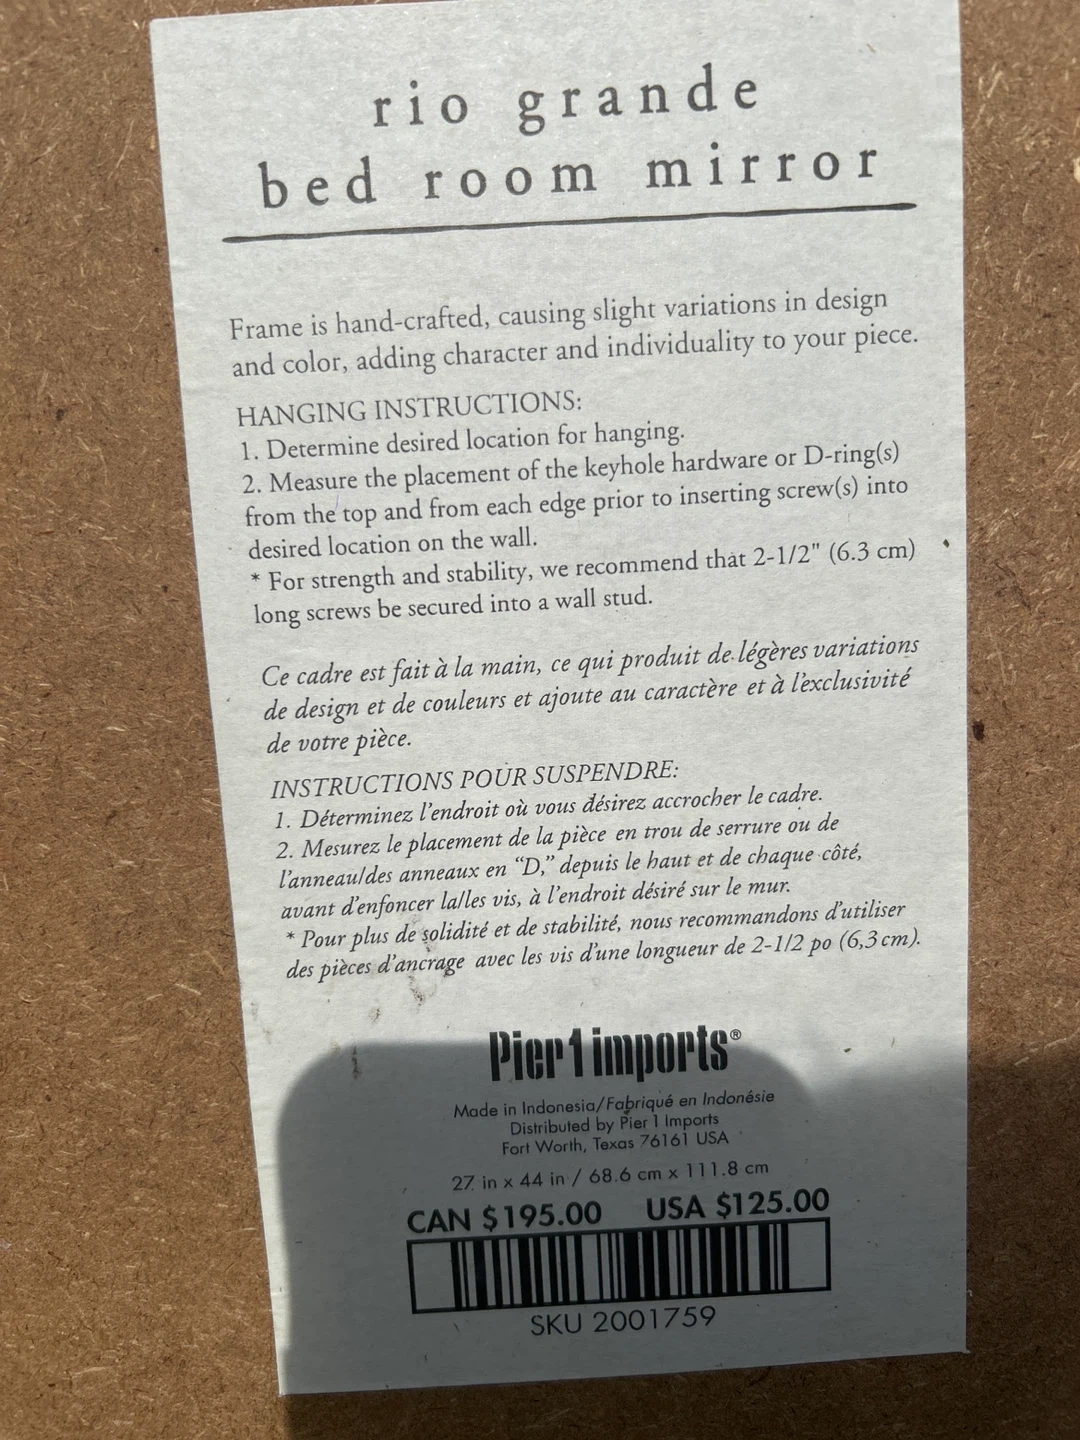 rio grande
bed room mirror
Frame is hand-crafted, causing slight variations in design
and color, adding character and individuality to your piece.
HANGING INSTRUCTIONS:
1. Determine desired location for hanging.
2. Measure the placement of the keyhole hardware or D-ring(s)
from the top and from each edge prior to inserting screw(s) into
desired location on the wall.
* For strength and stability, we recommend that 2-1/2" (6.3 cm)
long screws be secured into a wall stud.
Ce cadre est fait à la main, ce qui produit de légères variations
de design et de couleurs et ajoute au caractère et à l'exclusivité
de votre pièce.
INSTRUCTIONS POUR SUSPENDRE:
1. Déterminez l'endroit où vous désirez accrocher le cadre.
2. Mesurez le placement de la pièce en trou de serrure ou de
l'anneau/des anneaux en “D,” depuis le haut et de chaque côté,
avant d'enfoncer la/les vis, à l'endroit désiré sur le mur.
* Pour plus de solidité et de stabilité, nous recommandons d'utiliser
des pièces d'ancrage avec les vis d'une longueur de 2-1/2 po (6,3 cm).
Pier 1 imports®
Made in Indonesia/Fabriqué en Indonésie
Distributed by Pier 1 Imports
Fort Worth, Texas 76161 USA
27 in x 44 in / 68.6 cm x 111.8 cm
CAN $195.00 USA $125.00
SKU 2001759